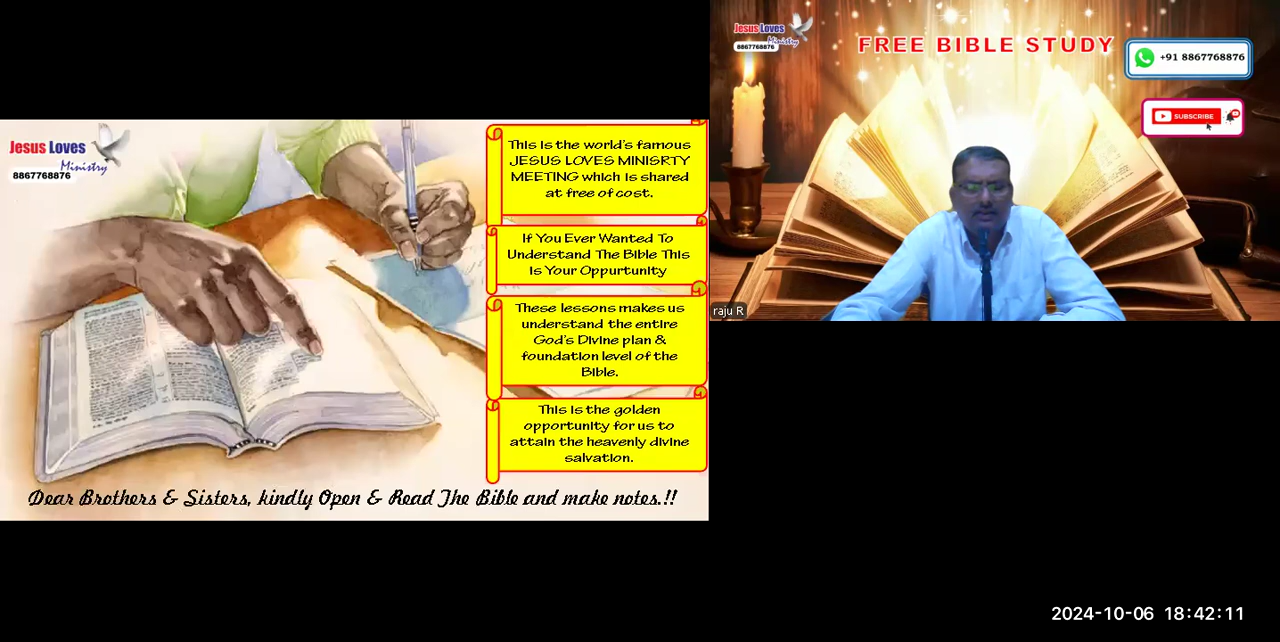 Jesus Loves
Ministry
8867768876
This is the world's famous
JESUS LOVES MINISRTY
MEETING which is shared
at free of cost.
If You Ever Wanted To
Understand The Bible This
Is Your Oppurtunity
These lessons makes us
understand the entire
God's Divine plan &
foundation level of the
Bible.
This is the golden
opportunity for us to
attain the heavenly divine
salvation.
Dear Brothers & Sisters, kindly Open & Read The Bible and make notes.!!
Jesus Loves
Ministry
8867768876
FREE BIBLE STUDY
+91 8867768876
SUBSCRIBE
raju R
2024-10-06 18:42:11